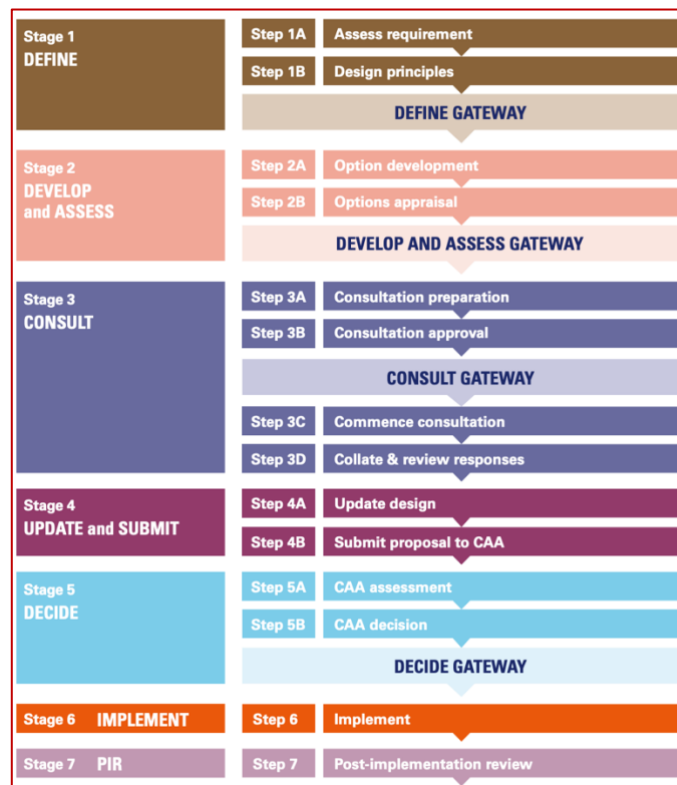 Stage 1
DEFINE
Step 1A Assess requirement
Step 1B Design principles
DEFINE GATEWAY
Stage 2
DEVELOP
and ASSESS
Step 2A Option development
Step 2B Options appraisal
DEVELOP AND ASSESS GATEWAY
Stage 3
CONSULT
Step 3A Consultation preparation
Step 3B Consultation approval
CONSULT GATEWAY
Step 3C Commence consultation
Step 3D Collate & review responses
Stage 4
UPDATE and SUBMIT
Step 4A Update design
Step 4B Submit proposal to CAA
Stage 5
DECIDE
Step 5A CAA assessment
Step 5B CAA decision
DECIDE GATEWAY
Stage 6 IMPLEMENT Step 6 Implement
Stage 7 PIR Step 7 Post-implementation review